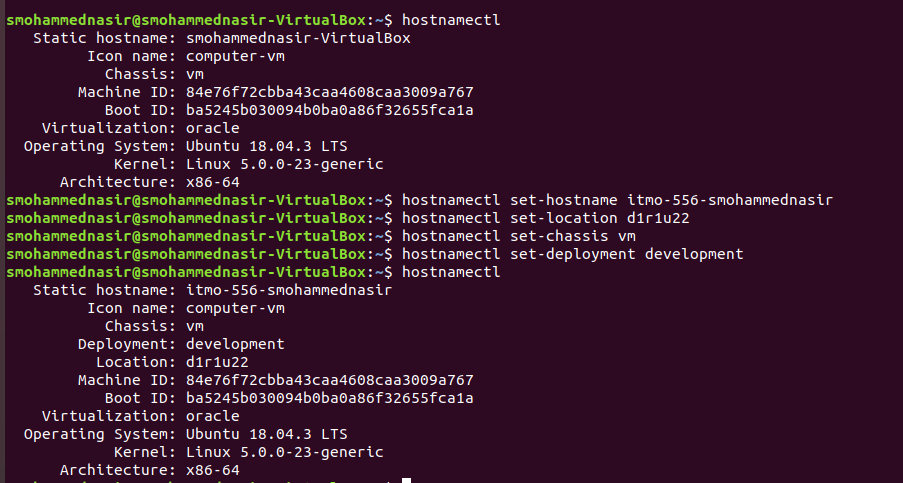 smohammednasir@smohammednasir-VirtualBox:~$ hostnamectl
Static hostname: smohammednasir-VirtualBox
Icon name: computer-vm
Chassis: vm
Machine ID: 84e76f72cbba43caa4608caa3009a767
Boot ID: ba5245b030094b0ba0a86f32655fca1a
Virtualization: oracle
Operating System: Ubuntu 18.04.3 LTS
Kernel: Linux 5.0.0-23-generic
Architecture: x86-64
smohammednasir@smohammednasir-VirtualBox:~$ hostnamectl set-hostname itmo-556-smohammednasir
smohammednasir@smohammednasir-VirtualBox:~$ hostnamectl set-location d1r1u22
smohammednasir@smohammednasir-VirtualBox:~$ hostnamectl set-chassis vm
smohammednasir@smohammednasir-VirtualBox:~$ hostnamectl set-deployment development
smohammednasir@smohammednasir-VirtualBox:~$ hostnamectl
Static hostname: itmo-556-smohammednasir
Icon name: computer-vm
Chassis: vm
Deployment: development
Location: d1r1u22
Machine ID: 84e76f72cbba43caa4608caa3009a767
Boot ID: ba5245b030094b0ba0a86f32655fca1a
Virtualization: oracle
Operating System: Ubuntu 18.04.3 LTS
Kernel: Linux 5.0.0-23-generic
Architecture: x86-64